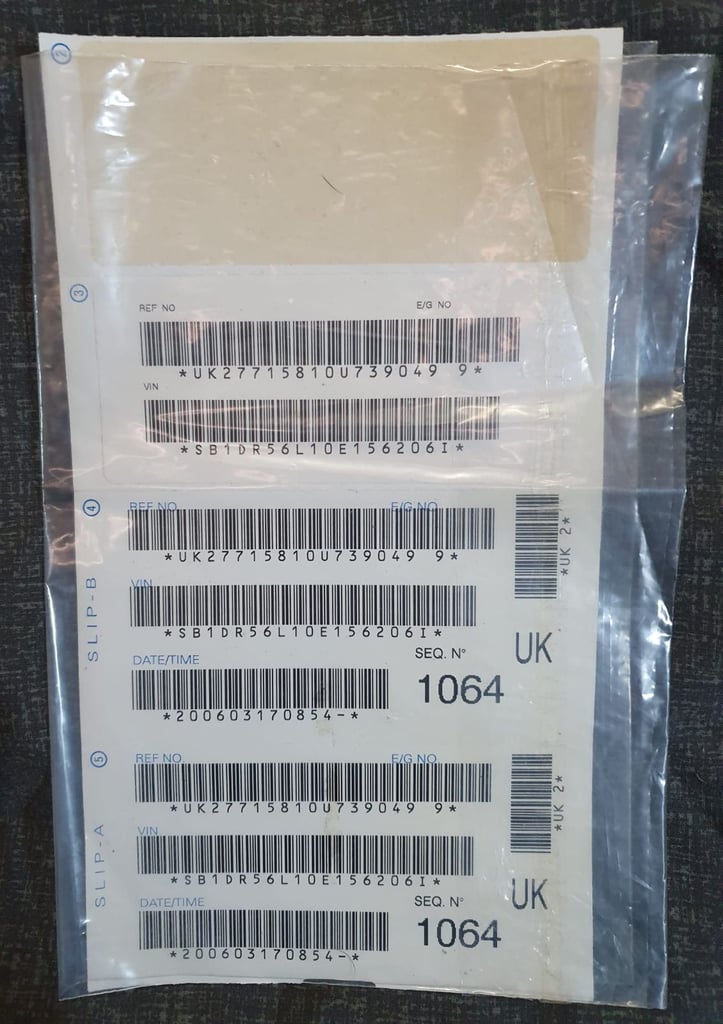 2
3
REF NO E/G NO
*UK27715810U739049 9*
VIN
*SB1DR56L10E156206I*
4
SLIP-B
REF NO E/G NO
*UK27715810U739049 9*
VIN
*SB1DR56L10E156206I*
DATE/TIME SEQ. N°
*200603170854-*
1064
UK
*UK 2*
5
SLIP-A
REF NO. E/G NO
*UK27715810U739049 9*
VIN
*SB1DR56L10E156206I*
DATE/TIME SEQ. N°
*200603170854-*
1064
UK
*UK 2*